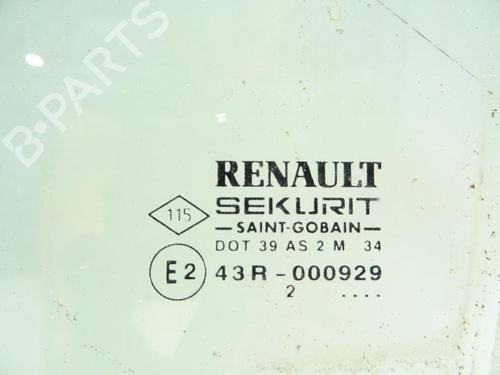 B-PARTS
RENAULT
115
SEKURIT
—SAINT-GOBAIN—
DOT 39 AS 2 M 34
E2
43R-000929
2 ....